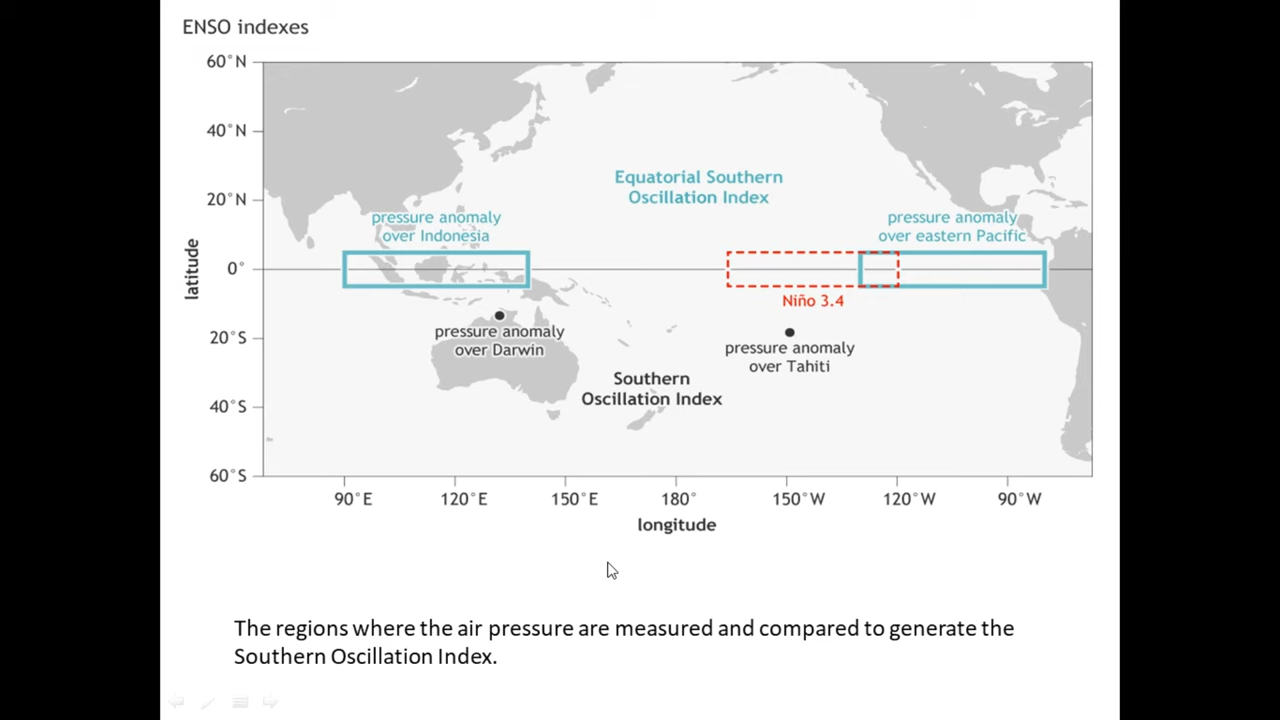 ENSO indexes
60°N
40°N
20°N
0°
20°S
40°S
60°S
latitude
Equatorial Southern
Oscillation Index
pressure anomaly
over Indonesia
pressure anomaly
over eastern Pacific
Niño 3.4
pressure anomaly
over Darwin
pressure anomaly
over Tahiti
Southern
Oscillation Index
90°E
120°E
150°E
180°
150°W
120°W
90°W
longitude
The regions where the air pressure are measured and compared to generate the
Southern Oscillation Index.